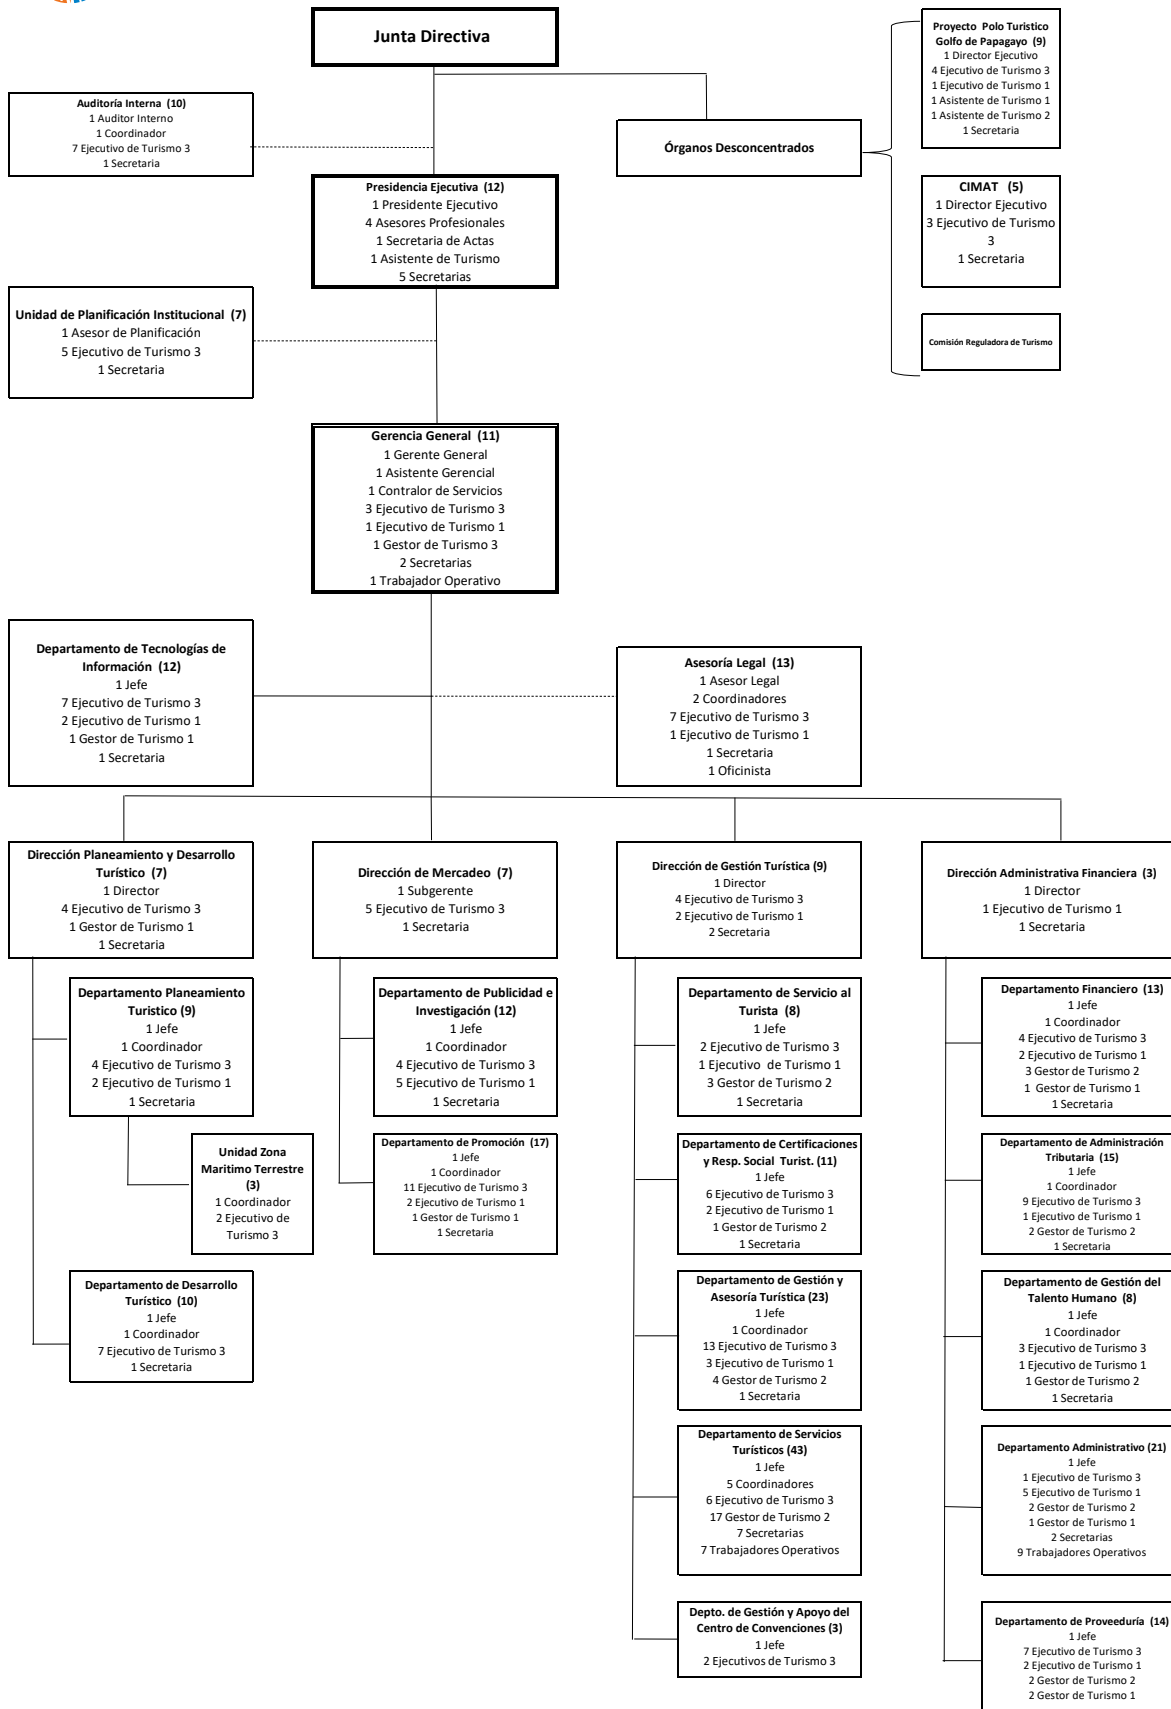 Junta Directiva
Proyecto Polo Turistico
Golfo de Papagayo (9)
1 Director Ejecutivo
4 Ejecutivo de Turismo 3
1 Ejecutivo de Turismo 1
1 Asistente de Turismo 1
1 Asistente de Turismo 2
1 Secretaria
Auditoría Interna (10)
1 Auditor Interno
1 Coordinador
7 Ejecutivo de Turismo 3
1 Secretaria
Órganos Desconcentrados
Presidencia Ejecutiva (12)
1 Presidente Ejecutivo
4 Asesores Profesionales
1 Secretaria de Actas
1 Asistente de Turismo
5 Secretarias
CIMAT (5)
1 Director Ejecutivo
3 Ejecutivo de Turismo
3
1 Secretaria
Unidad de Planificación Institucional (7)
1 Asesor de Planificación
5 Ejecutivo de Turismo 3
1 Secretaria
Comisión Reguladora de Turismo
Gerencia General (11)
1 Gerente General
1 Asistente Gerencial
1 Contralor de Servicios
3 Ejecutivo de Turismo 3
1 Ejecutivo de Turismo 1
1 Gestor de Turismo 3
2 Secretarias
1 Trabajador Operativo
Departamento de Tecnologías de
Información (12)
1 Jefe
7 Ejecutivo de Turismo 3
2 Ejecutivo de Turismo 1
1 Gestor de Turismo 1
1 Secretaria
Asesoría Legal (13)
1 Asesor Legal
2 Coordinadores
7 Ejecutivo de Turismo 3
1 Ejecutivo de Turismo 1
1 Secretaria
1 Oficinista
Dirección Planeamiento y Desarrollo
Turístico (7)
1 Director
4 Ejecutivo de Turismo 3
1 Gestor de Turismo 1
1 Secretaria
Dirección de Mercadeo (7)
1 Subgerente
5 Ejecutivo de Turismo 3
1 Secretaria
Dirección de Gestión Turística (9)
1 Director
4 Ejecutivo de Turismo 3
2 Ejecutivo de Turismo 1
2 Secretaria
Dirección Administrativa Financiera (3)
1 Director
1 Ejecutivo de Turismo 1
1 Secretaria
Departamento Planeamiento
Turistico (9)
1 Jefe
1 Coordinador
4 Ejecutivo de Turismo 3
2 Ejecutivo de Turismo 1
1 Secretaria
Unidad Zona
Maritimo Terrestre
(3)
1 Coordinador
2 Ejecutivo de
Turismo 3
Departamento de Desarrollo
Turístico (10)
1 Jefe
1 Coordinador
7 Ejecutivo de Turismo 3
1 Secretaria
Departamento de Publicidad e
Investigación (12)
1 Jefe
1 Coordinador
4 Ejecutivo de Turismo 3
5 Ejecutivo de Turismo 1
1 Secretaria
Departamento de Promoción (17)
1 Jefe
1 Coordinador
11 Ejecutivo de Turismo 3
2 Ejecutivo de Turismo 1
1 Gestor de Turismo 1
1 Secretaria
Departamento de Servicio al
Turista (8)
1 Jefe
2 Ejecutivo de Turismo 3
1 Ejecutivo de Turismo 1
3 Gestor de Turismo 2
1 Secretaria
Departamento de Certificaciones
y Resp. Social Turist. (11)
1 Jefe
6 Ejecutivo de Turismo 3
2 Ejecutivo de Turismo 1
1 Gestor de Turismo 2
1 Secretaria
Departamento de Gestión y
Asesoría Turística (23)
1 Jefe
1 Coordinador
13 Ejecutivo de Turismo 3
3 Ejecutivo de Turismo 1
4 Gestor de Turismo 2
1 Secretaria
Departamento de Servicios
Turísticos (43)
1 Jefe
5 Coordinadores
6 Ejecutivo de Turismo 3
17 Gestor de Turismo 2
7 Secretarias
7 Trabajadores Operativos
Depto. de Gestión y Apoyo del
Centro de Convenciones (3)
1 Jefe
2 Ejecutivos de Turismo 3
Departamento Financiero (13)
1 Jefe
1 Coordinador
4 Ejecutivo de Turismo 3
2 Ejecutivo de Turismo 1
3 Gestor de Turismo 2
1 Gestor de Turismo 1
1 Secretaria
Departamento de Administración
Tributaria (15)
1 Jefe
1 Coordinador
9 Ejecutivo de Turismo 3
1 Ejecutivo de Turismo 1
2 Gestor de Turismo 2
1 Secretaria
Departamento de Gestión del
Talento Humano (8)
1 Jefe
1 Coordinador
3 Ejecutivo de Turismo 3
1 Ejecutivo de Turismo 1
1 Gestor de Turismo 2
1 Secretaria
Departamento Administrativo (21)
1 Jefe
1 Ejecutivo de Turismo 3
5 Ejecutivo de Turismo 1
2 Gestor de Turismo 2
1 Gestor de Turismo 1
2 Secretarias
9 Trabajadores Operativos
Departamento de Proveeduría (14)
1 Jefe
7 Ejecutivo de Turismo 3
2 Ejecutivo de Turismo 1
2 Gestor de Turismo 2
2 Gestor de Turismo 1